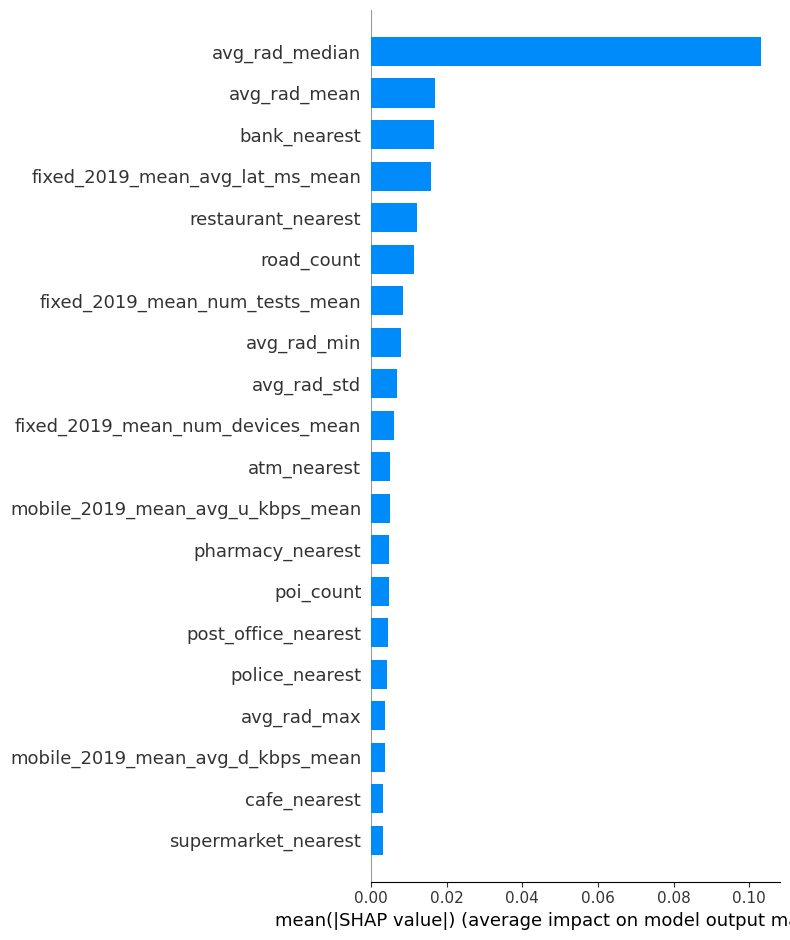 avg_rad_median
avg_rad_mean
bank_nearest
fixed_2019_mean_avg_lat_ms_mean
restaurant_nearest
road_count
fixed_2019_mean_num_tests_mean
avg_rad_min
avg_rad_std
fixed_2019_mean_num_devices_mean
atm_nearest
mobile_2019_mean_avg_u_kbps_mean
pharmacy_nearest
poi_count
post_office_nearest
police_nearest
avg_rad_max
mobile_2019_mean_avg_d_kbps_mean
cafe_nearest
supermarket_nearest
0.00 0.02 0.04 0.06 0.08 0.10
mean(|SHAP value|) (average impact on model output